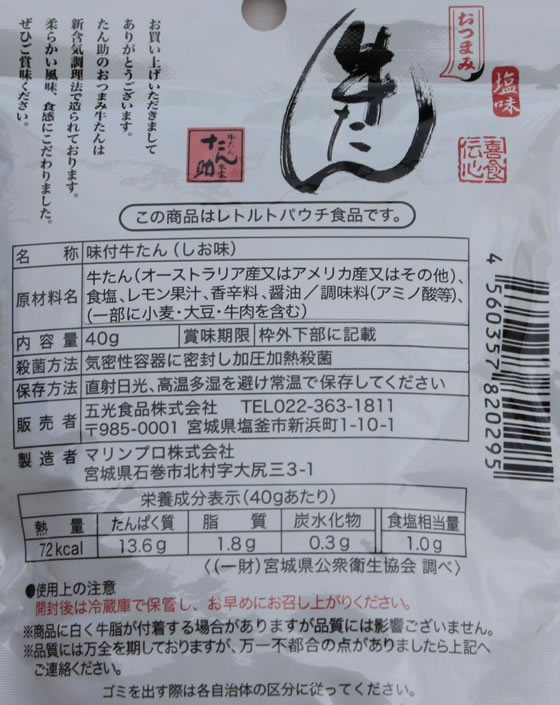 おつまみ
塩味
牛たん
喜食
伝心
牛たん
たん助
お買い上げいただきまして
ありがとうございます。
たん助のおつまみ牛たんは
新含気調理法で造られております。
柔らかい風味、食感にこだわりました。
ぜひご賞味ください。
この商品はレトルトパウチ食品です。
名 称 味付牛たん(しお味)
原材料名 牛たん(オーストラリア産又はアメリカ産又はその他)、
食塩、レモン果汁、香辛料、醤油/調味料(アミノ酸等)、
(一部に小麦・大豆・牛肉を含む)
内容量 40g 賞味期限 枠外下部に記載
殺菌方法 気密性容器に密封し加圧加熱殺菌
保存方法 直射日光、高温多湿を避け常温で保存してください
販売者 五光食品株式会社 TEL022-363-1811
〒985-0001 宮城県塩釜市新浜町1-10-1
製造者 マリンプロ株式会社
宮城県石巻市北村字大尻三3-1
4560357820295
栄養成分表示(40gあたり)
熱量 たんぱく質 脂質 炭水化物 食塩相当量
72kcal 13.6g 1.8g 0.3g 1.0g
〈(一財)宮城県公衆衛生協会 調べ〉
●使用上の注意
開封後は冷蔵庫で保管し、お早めにお召し上がりください。
※商品に白く牛脂が付着する場合がありますが品質には影響ございません。
※品質には万全を期しておりますが、万一不都合の点がありましたら上記へ
ご連絡ください。
ゴミを出す際は各自治体の区分に従ってください。